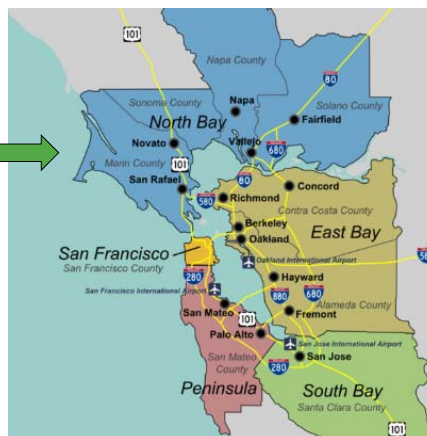 101
Napa County
80
Sonoma County
Solano County
Napa
Fairfield
North Bay
Novato
Vallejo
680
Marin County
101
80
Concord
San Rafael
580
Richmond
Contra Costa County
Berkeley
East Bay
San Francisco
Oakland
San Francisco County
Oakland International Airport
580
280
Hayward
San Francisco International Airport
880
680
Alameda County
San Mateo
Fremont
101
Palo Alto
San Jose International Airport
San Mateo
County
San Jose
280
Peninsula
South Bay
Santa Clara County
101